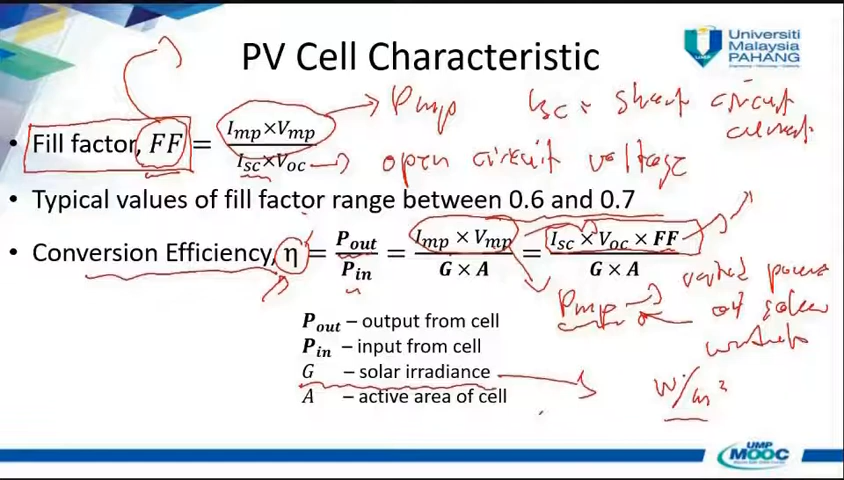 PV Cell Characteristic
UMP
Universiti
Malaysia
PAHANG
• Fill factor, FF = Imp×Vmp / Isc×Voc
Pmp
Isc = short circuit
current
open circuit voltage
• Typical values of fill factor range between 0.6 and 0.7
• Conversion Efficiency, η = Pout / Pin = Imp × Vmp / G × A = Isc × Voc × FF / G × A
Pmp
rated power
of solar
Pout – output from cell
Pin – input from cell
G – solar irradiance
W/m²
A – active area of cell
UMP
MOOC